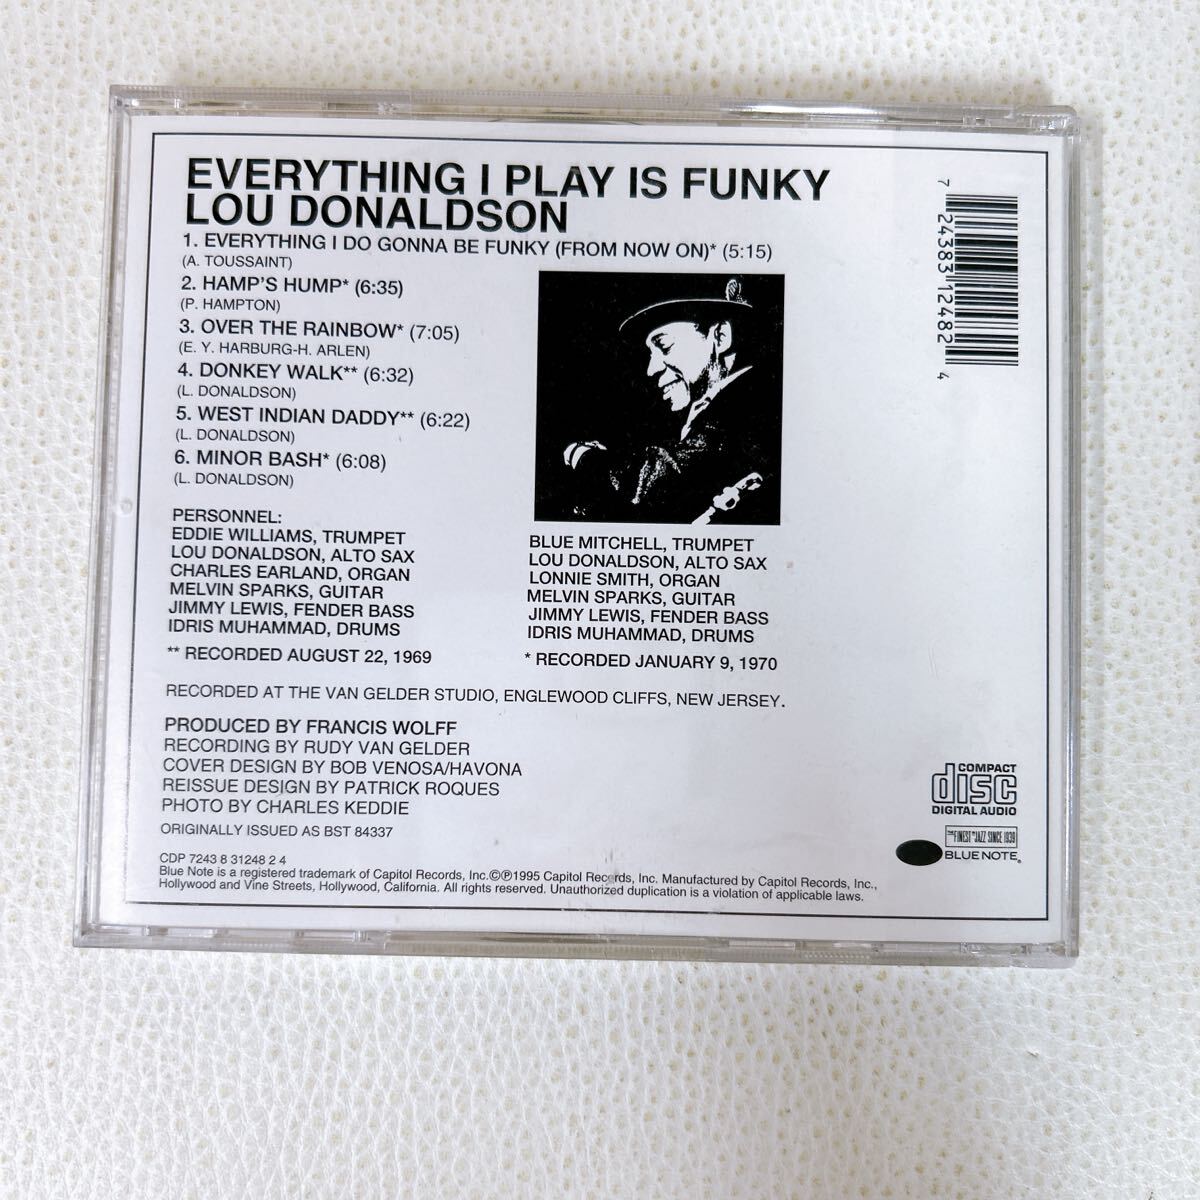 EVERYTHING I PLAY IS FUNKY
LOU DONALDSON
1. EVERYTHING I DO GONNA BE FUNKY (FROM NOW ON)* (5:15)
(A. TOUSSAINT)
2. HAMP'S HUMP* (6:35)
(P. HAMPTON)
3. OVER THE RAINBOW* (7:05)
(E. Y. HARBURG-H. ARLEN)
4. DONKEY WALK** (6:32)
(L. DONALDSON)
5. WEST INDIAN DADDY** (6:22)
(L. DONALDSON)
6. MINOR BASH* (6:08)
(L. DONALDSON)
PERSONNEL:
EDDIE WILLIAMS, TRUMPET
LOU DONALDSON, ALTO SAX
CHARLES EARLAND, ORGAN
MELVIN SPARKS, GUITAR
JIMMY LEWIS, FENDER BASS
IDRIS MUHAMMAD, DRUMS
** RECORDED AUGUST 22, 1969
BLUE MITCHELL, TRUMPET
LOU DONALDSON, ALTO SAX
LONNIE SMITH, ORGAN
MELVIN SPARKS, GUITAR
JIMMY LEWIS, FENDER BASS
IDRIS MUHAMMAD, DRUMS
* RECORDED JANUARY 9, 1970
RECORDED AT THE VAN GELDER STUDIO, ENGLEWOOD CLIFFS, NEW JERSEY.
PRODUCED BY FRANCIS WOLFF
RECORDING BY RUDY VAN GELDER
COVER DESIGN BY BOB VENOSA/HAVONA
REISSUE DESIGN BY PATRICK ROQUES
PHOTO BY CHARLES KEDDIE
ORIGINALLY ISSUED AS BST 84337
CDP 7243 8 31248 2 4
Blue Note is a registered trademark of Capitol Records, Inc.©℗1995 Capitol Records, Inc. Manufactured by Capitol Records, Inc.,
Hollywood and Vine Streets, Hollywood, California. All rights reserved. Unauthorized duplication is a violation of applicable laws.
7 24383 12482 4
COMPACT
disc
DIGITAL AUDIO
THE FINEST IN JAZZ SINCE 1939
BLUE NOTE®